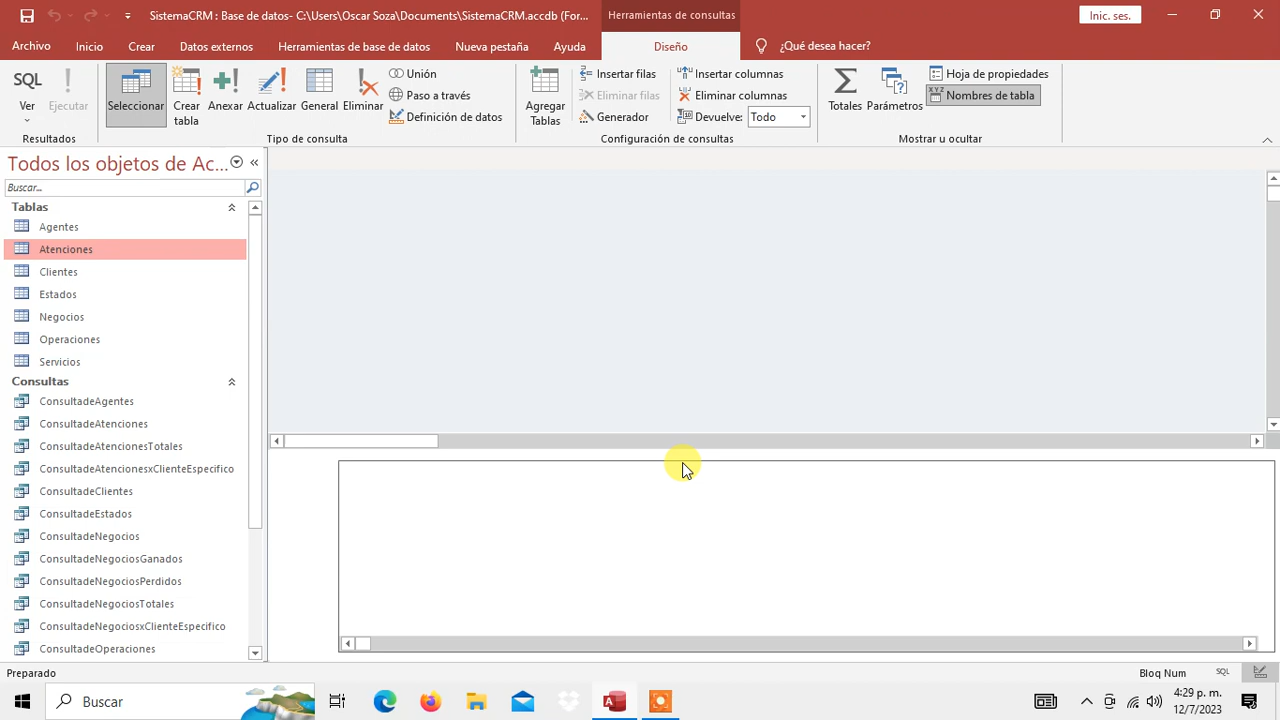 SistemaCRM : Base de datos- C:\Users\Oscar Soza\Documents\SistemaCRM.accdb (For...
Herramientas de consultas
Inic. ses.
Archivo
Inicio
Crear
Datos externos
Herramientas de base de datos
Nueva pestaña
Ayuda
Diseño
¿Qué desea hacer?
SQL
Ver
Ejecutar
Resultados
Seleccionar
Crear
tabla
Anexar
Actualizar
General
Eliminar
Unión
Paso a través
Definición de datos
Tipo de consulta
Agregar
Tablas
Insertar filas
Eliminar filas
Generador
Insertar columnas
Eliminar columnas
Devuelve:
Todo
Configuración de consultas
Totales
Parámetros
Hoja de propiedades
XYZ
Nombres de tabla
Mostrar u ocultar
Todos los objetos de Ac...
Buscar...
Tablas
Agentes
Atenciones
Clientes
Estados
Negocios
Operaciones
Servicios
Consultas
ConsultadeAgentes
ConsultadeAtenciones
ConsultadeAtencionesTotales
ConsultadeAtencionesxClienteEspecifico
ConsultadeClientes
ConsultadeEstados
ConsultadeNegocios
ConsultadeNegociosGanados
ConsultadeNegociosPerdidos
ConsultadeNegociosTotales
ConsultadeNegociosxClienteEspecifico
ConsultadeOperaciones
Preparado
Bloq Num
SQL
Buscar
4:29 p. m.
12/7/2023